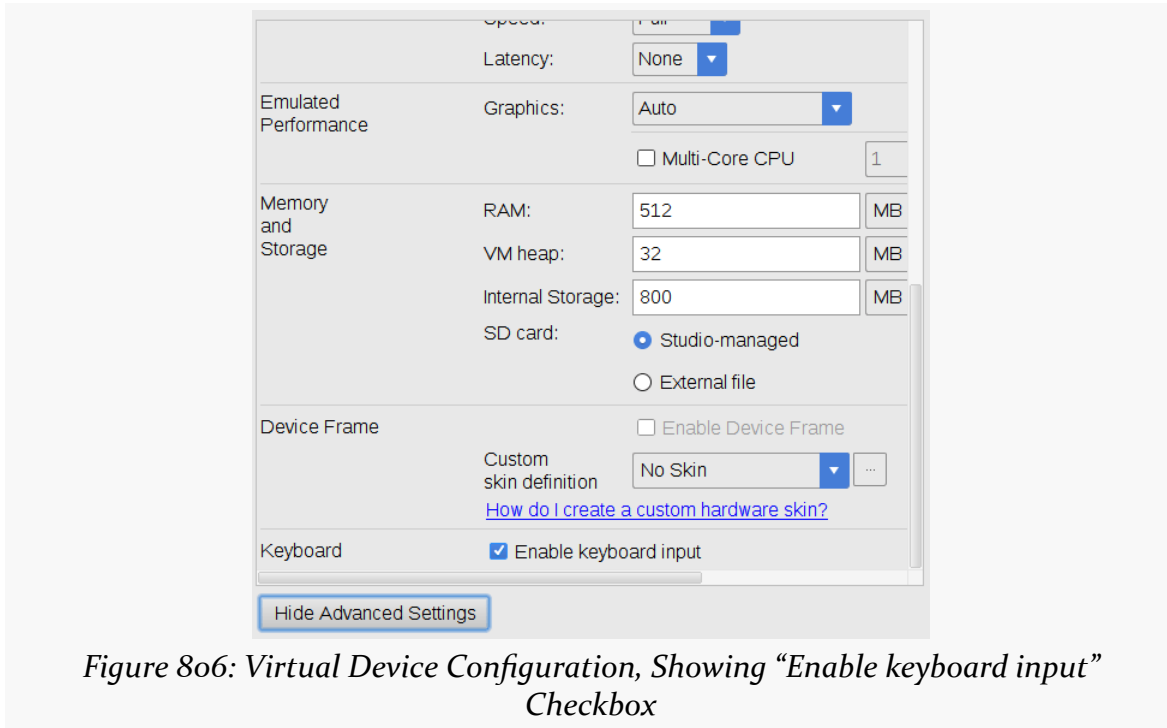 Latency: None
Emulated
Performance
Graphics: Auto
Multi-Core CPU 1
Memory
and
Storage
RAM: 512 MB
VM heap: 32 MB
Internal Storage: 800 MB
SD card: Studio-managed
External file
Device Frame Enable Device Frame
Custom
skin definition
No Skin ...
How do I create a custom hardware skin?
Keyboard Enable keyboard input
Hide Advanced Settings
Figure 806: Virtual Device Configuration, Showing “Enable keyboard input”
Checkbox